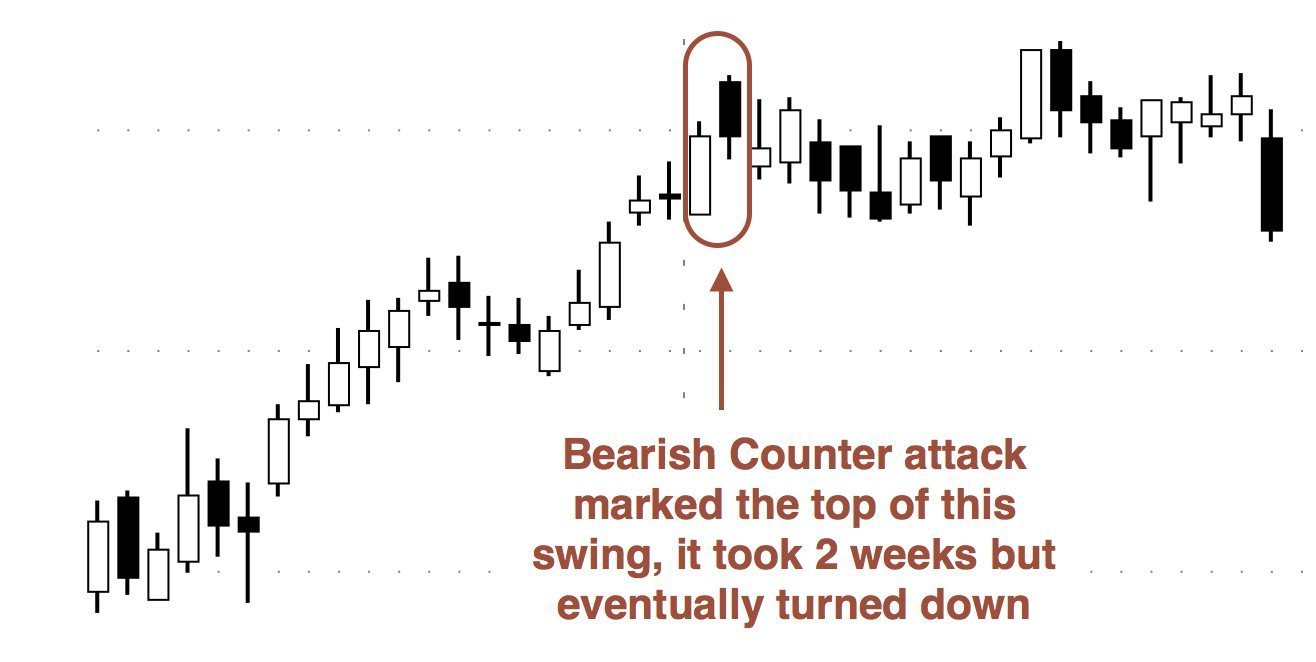 Bearish Counter attack
marked the top of this
swing, it took 2 weeks but
eventually turned down